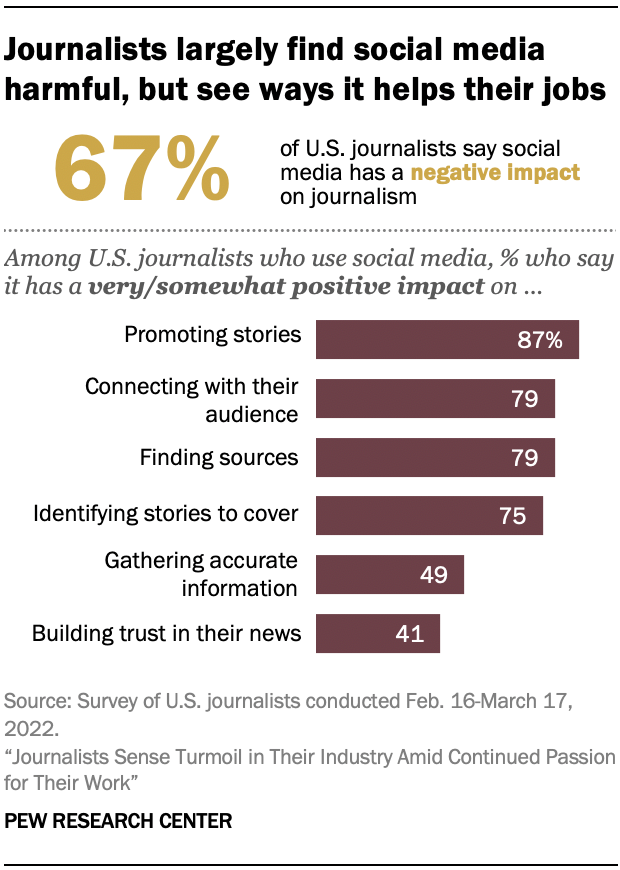 Journalists largely find social media
harmful, but see ways it helps their jobs
67%
of U.S. journalists say social
media has a negative impact
on journalism
Among U.S. journalists who use social media, % who say
it has a very/somewhat positive impact on ...
Promoting stories 87%
Connecting with their
audience 79
Finding sources 79
Identifying stories to cover 75
Gathering accurate
information 49
Building trust in their news 41
Source: Survey of U.S. journalists conducted Feb. 16-March 17,
2022.
“Journalists Sense Turmoil in Their Industry Amid Continued Passion
for Their Work”
PEW RESEARCH CENTER